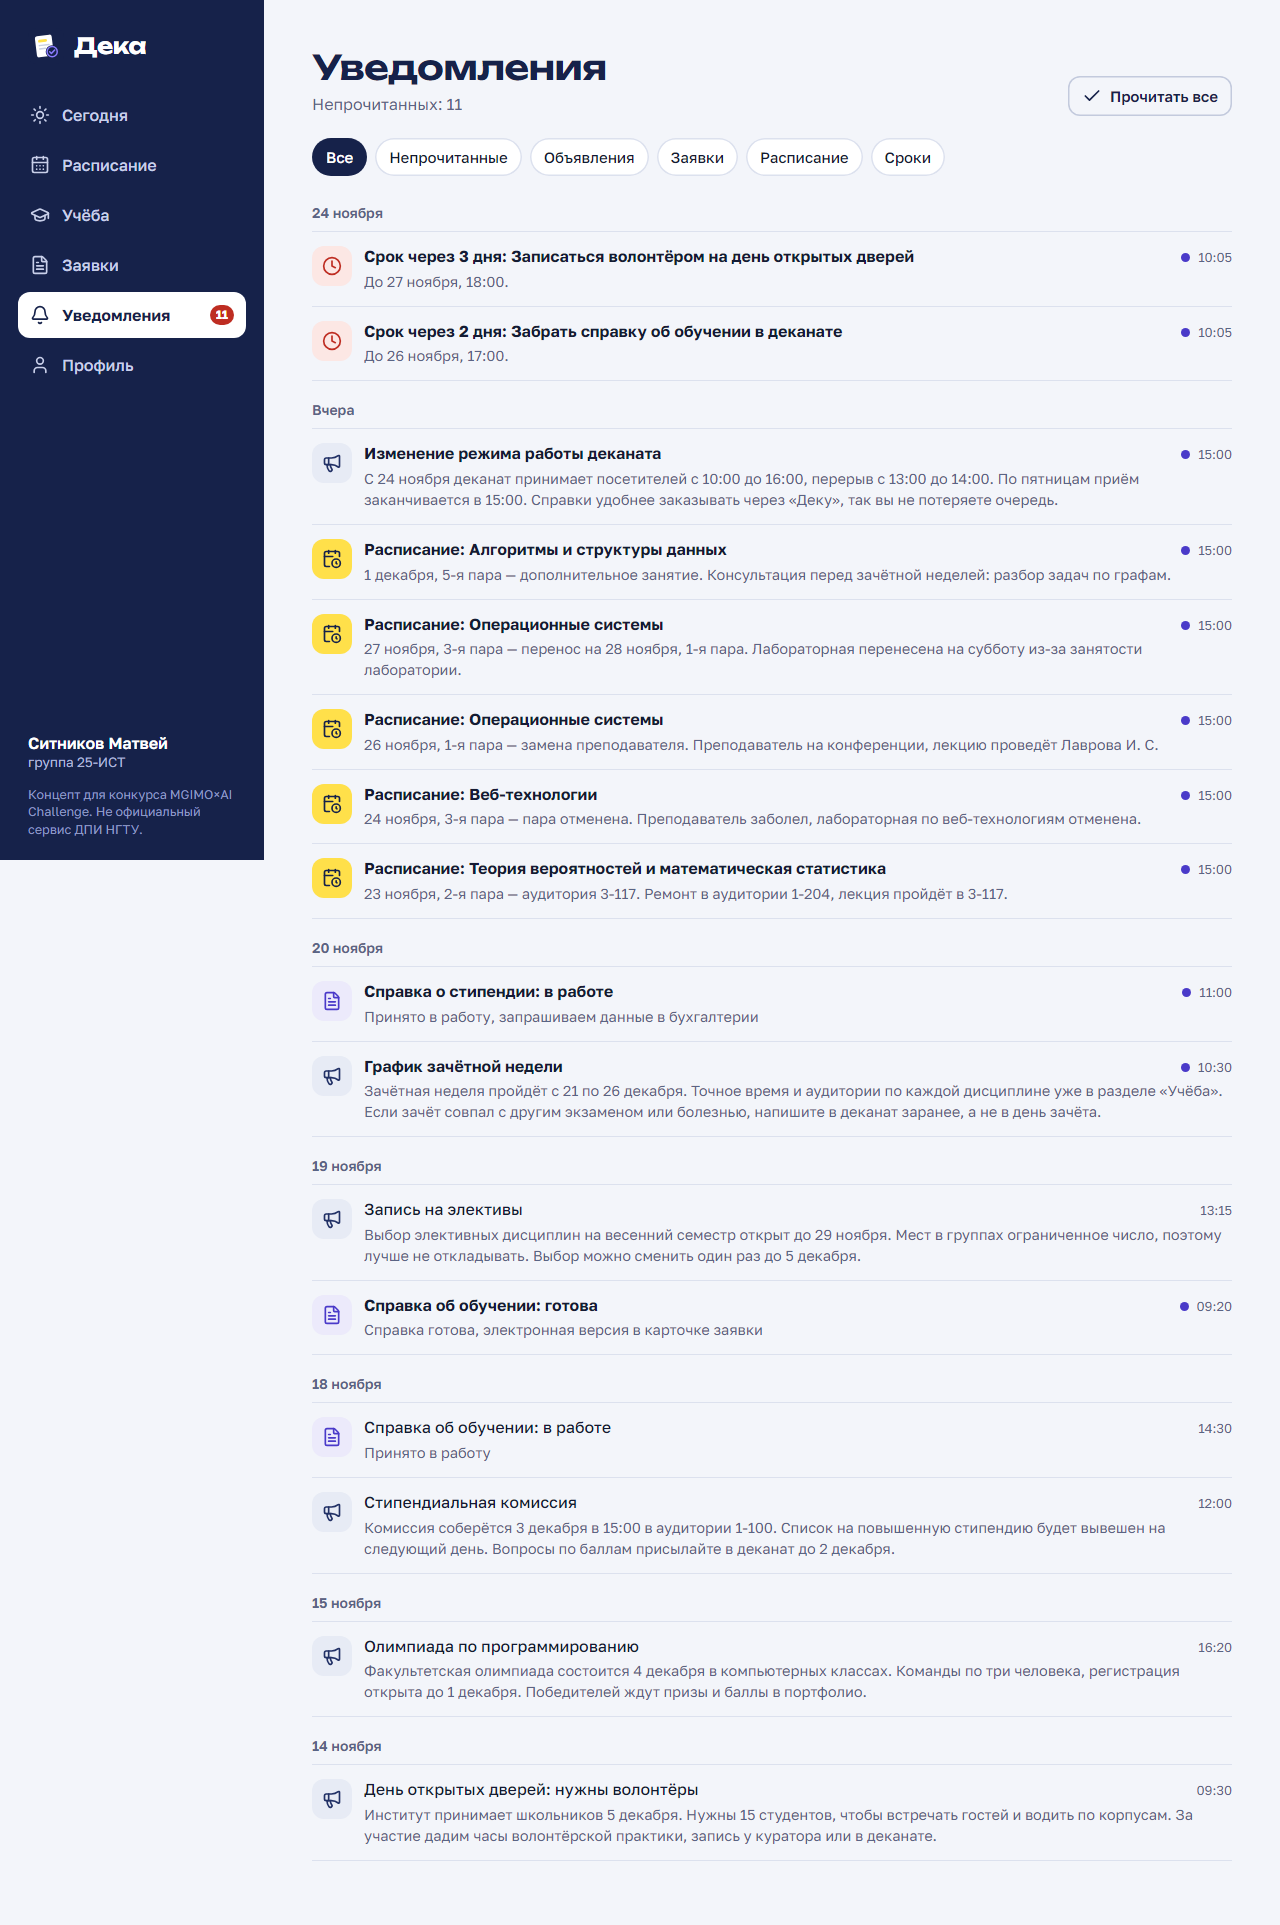 Дека
Сегодня
Расписание
Учёба
Заявки
Уведомления 11
Профиль
Ситников Матвей
группа 25-ИСТ
Концепт для конкурса MGIMO×AI
Challenge. Не официальный
сервис ДПИ НГТУ.
Уведомления
Непрочитанных: 11
Прочитать все
Все Непрочитанные Объявления Заявки Расписание Сроки
24 ноября
Срок через 3 дня: Записаться волонтёром на день открытых дверей 10:05
До 27 ноября, 18:00.
Срок через 2 дня: Забрать справку об обучении в деканате 10:05
До 26 ноября, 17:00.
Вчера
Изменение режима работы деканата 15:00
С 24 ноября деканат принимает посетителей с 10:00 до 16:00, перерыв с 13:00 до 14:00. По пятницам приём
заканчивается в 15:00. Справки удобнее заказывать через «Деку», так вы не потеряете очередь.
Расписание: Алгоритмы и структуры данных 15:00
1 декабря, 5-я пара — дополнительное занятие. Консультация перед зачётной неделей: разбор задач по графам.
Расписание: Операционные системы 15:00
27 ноября, 3-я пара — перенос на 28 ноября, 1-я пара. Лабораторная перенесена на субботу из-за занятости
лаборатории.
Расписание: Операционные системы 15:00
26 ноября, 1-я пара — замена преподавателя. Преподаватель на конференции, лекцию проведёт Лаврова И. С.
Расписание: Веб-технологии 15:00
24 ноября, 3-я пара — пара отменена. Преподаватель заболел, лабораторная по веб-технологиям отменена.
Расписание: Теория вероятностей и математическая статистика 15:00
23 ноября, 2-я пара — аудитория 3-117. Ремонт в аудитории 1-204, лекция пройдёт в 3-117.
20 ноября
Справка о стипендии: в работе 11:00
Принято в работу, запрашиваем данные в бухгалтерии
График зачётной недели 10:30
Зачётная неделя пройдёт с 21 по 26 декабря. Точное время и аудитории по каждой дисциплине уже в разделе «Учёба».
Если зачёт совпал с другим экзаменом или болезнью, напишите в деканат заранее, а не в день зачёта.
19 ноября
Запись на элективы 13:15
Выбор элективных дисциплин на весенний семестр открыт до 29 ноября. Мест в группах ограниченное число, поэтому
лучше не откладывать. Выбор можно сменить один раз до 5 декабря.
Справка об обучении: готова 09:20
Справка готова, электронная версия в карточке заявки
18 ноября
Справка об обучении: в работе 14:30
Принято в работу
Стипендиальная комиссия 12:00
Комиссия соберётся 3 декабря в 15:00 в аудитории 1-100. Список на повышенную стипендию будет вывешен на
следующий день. Вопросы по баллам присылайте в деканат до 2 декабря.
15 ноября
Олимпиада по программированию 16:20
Факультетская олимпиада состоится 4 декабря в компьютерных классах. Команды по три человека, регистрация
открыта до 1 декабря. Победителей ждут призы и баллы в портфолио.
14 ноября
День открытых дверей: нужны волонтёры 09:30
Институт принимает школьников 5 декабря. Нужны 15 студентов, чтобы встречать гостей и водить по корпусам. За
участие дадим часы волонтёрской практики, запись у куратора или в деканате.